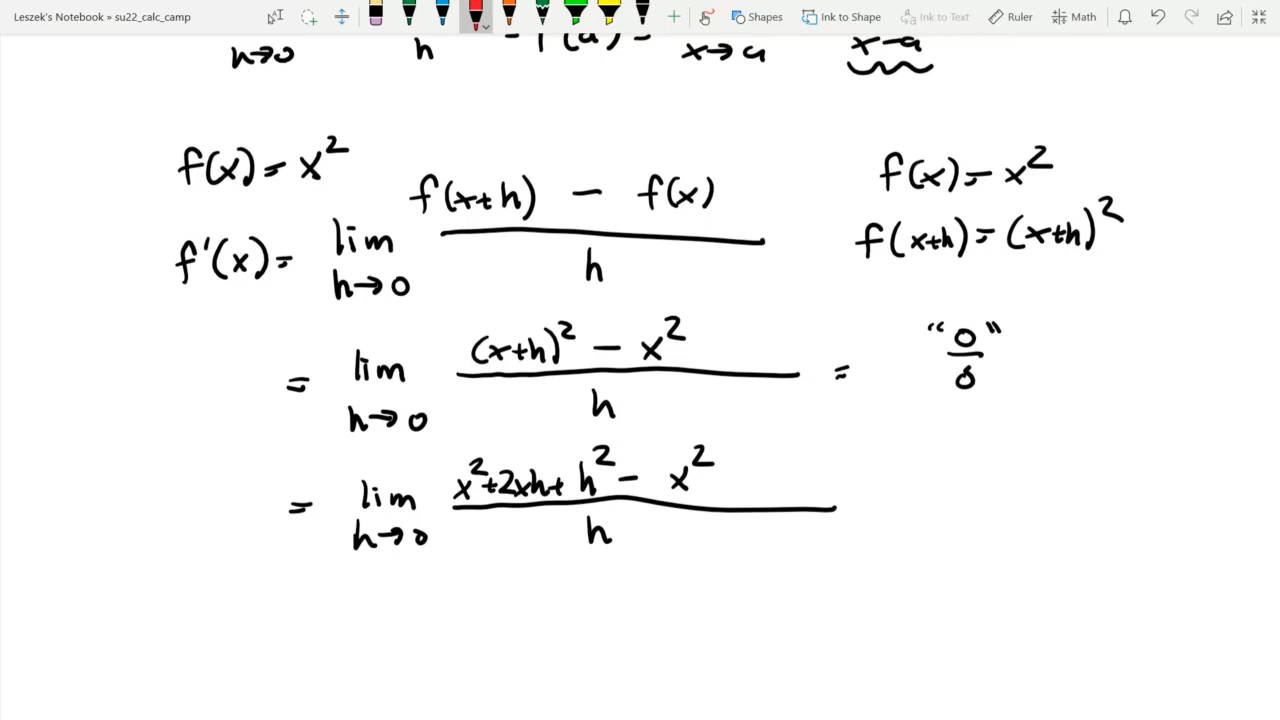 Leszek's Notebook » su22_calc_camp Shapes Ink to Shape Ink to Text Ruler Math
h→0 h = f'(a) = x→a x-a
f(x) = x²
f'(x) = lim h→0 f(x+h) - f(x) / h
f(x) = x²
f(x+h) = (x+h)²
= lim h→0 (x+h)² - x² / h = "0/0"
= lim h→0 x²+2xh+h² - x² / h